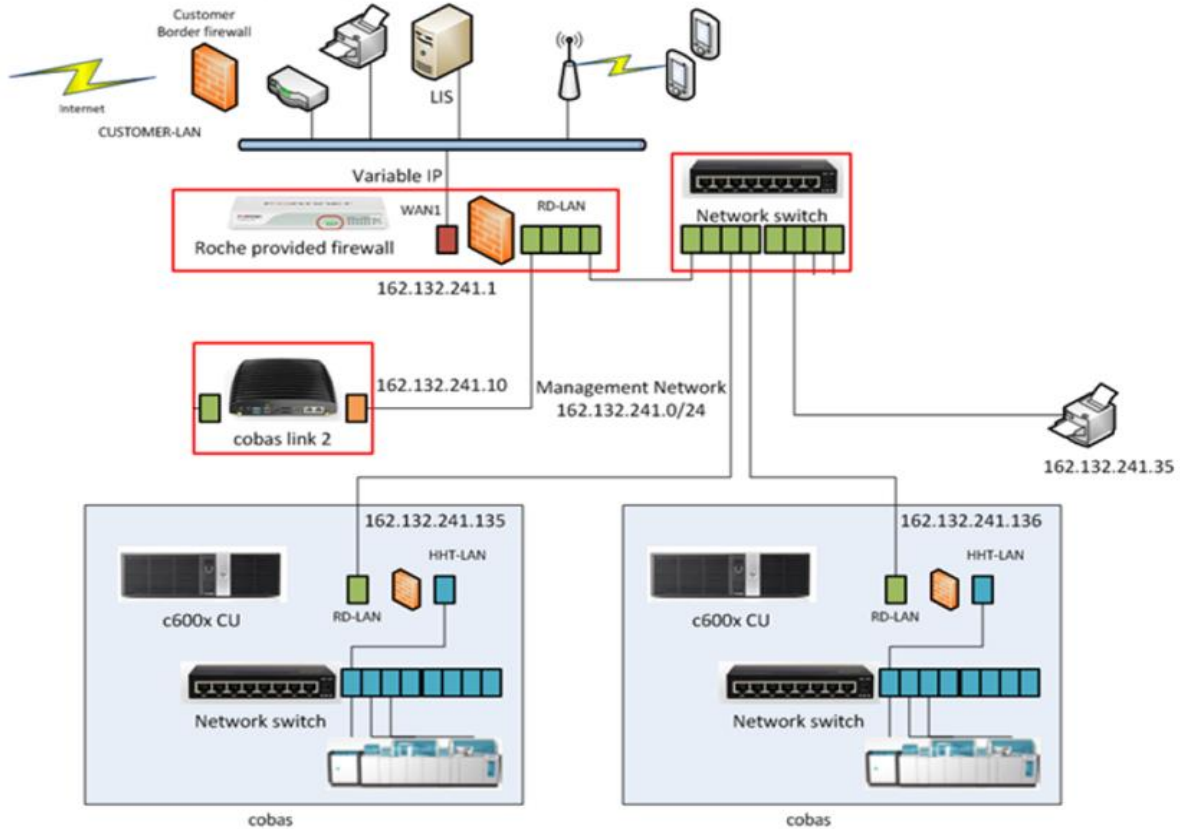 Customer
Border firewall
Internet
CUSTOMER-LAN
LIS
Variable IP
WAN1
RD-LAN
Roche provided firewall
162.132.241.1
Network switch
162.132.241.10
cobas link 2
Management Network
162.132.241.0/24
162.132.241.35
162.132.241.135
HHT-LAN
c600x CU
RD-LAN
Network switch
cobas
162.132.241.136
HHT-LAN
c600x CU
RD-LAN
Network switch
cobas